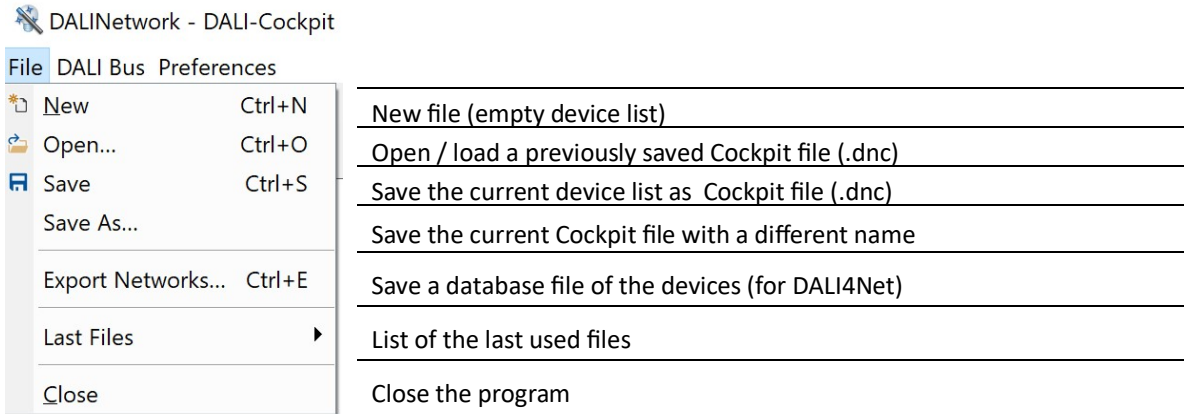 DALINetwork - DALI-Cockpit
File DALI Bus Preferences
New Ctrl+N New file (empty device list)
Open... Ctrl+O Open / load a previously saved Cockpit file (.dnc)
Save Ctrl+S Save the current device list as Cockpit file (.dnc)
Save As... Save the current Cockpit file with a different name
Export Networks... Ctrl+E Save a database file of the devices (for DALI4Net)
Last Files List of the last used files
Close Close the program